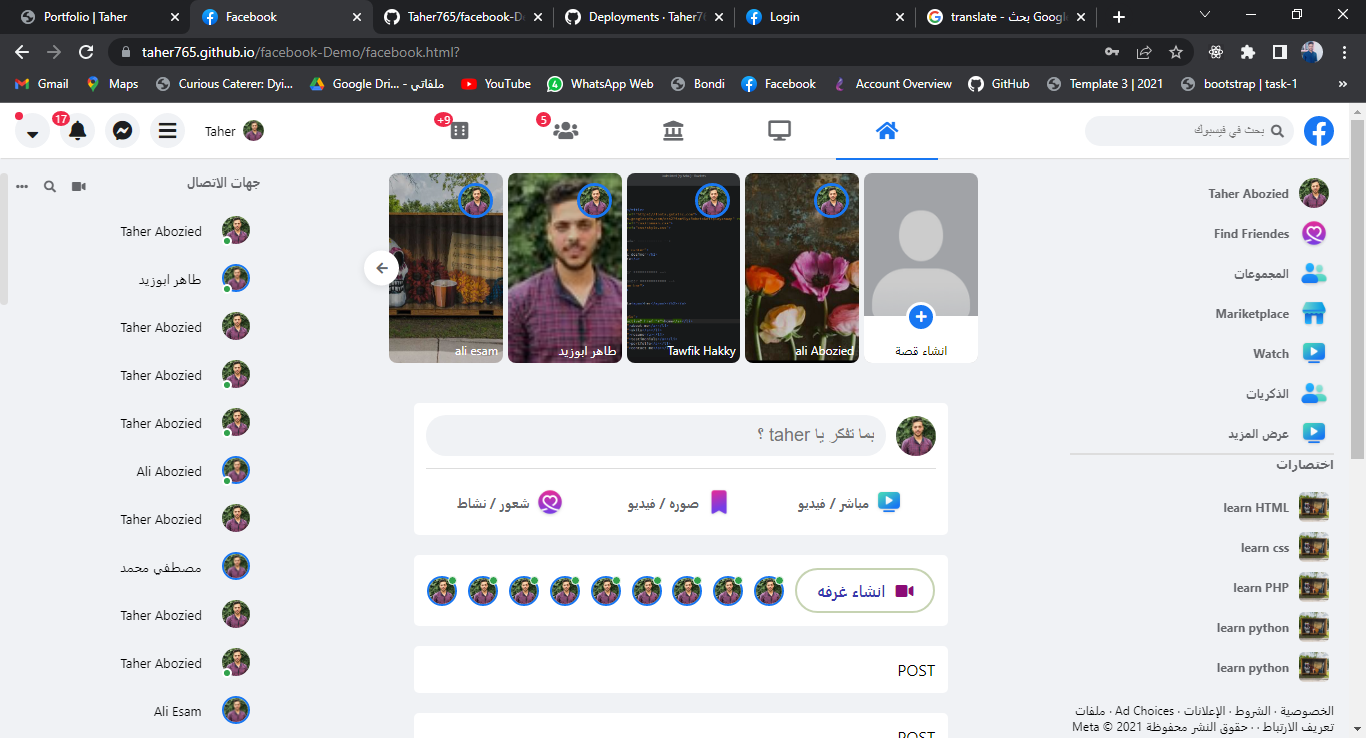 Portfolio | Taher
Facebook
Taher765/facebook-De
Deployments · Taher76
Login
translate - بحث Google
taher765.github.io/facebook-Demo/facebook.html?
Gmail
Maps
Curious Caterer: Dyi...
Google Dri... - ملفاتي
YouTube
WhatsApp Web
Bondi
Facebook
Account Overview
GitHub
Template 3 | 2021
bootstrap | task-1
»
17
Taher
+9
5
بحث في فيسبوك
جهات الاتصال
Taher Abozied
طاهر ابوزيد
Taher Abozied
Taher Abozied
Taher Abozied
Ali Abozied
Taher Abozied
مصطفي محمد
Taher Abozied
Taher Abozied
Ali Esam
ali esam
طاهر ابوزيد
Tawfik Hakky
ali Abozied
انشاء قصة
بما تفكر يا taher ؟
مباشر / فيديو
صوره / فيديو
شعور / نشاط
انشاء غرفه
POST
POST
Taher Abozied
Find Friendes
المجموعات
Mariketplace
Watch
الذكريات
عرض المزيد
اختصارات
learn HTML
learn css
learn PHP
learn python
learn python
الخصوصية · الشروط · الإعلانات · Ad Choices · ملفات
تعريف الارتباط · · حقوق النشر محفوظة Meta © 2021